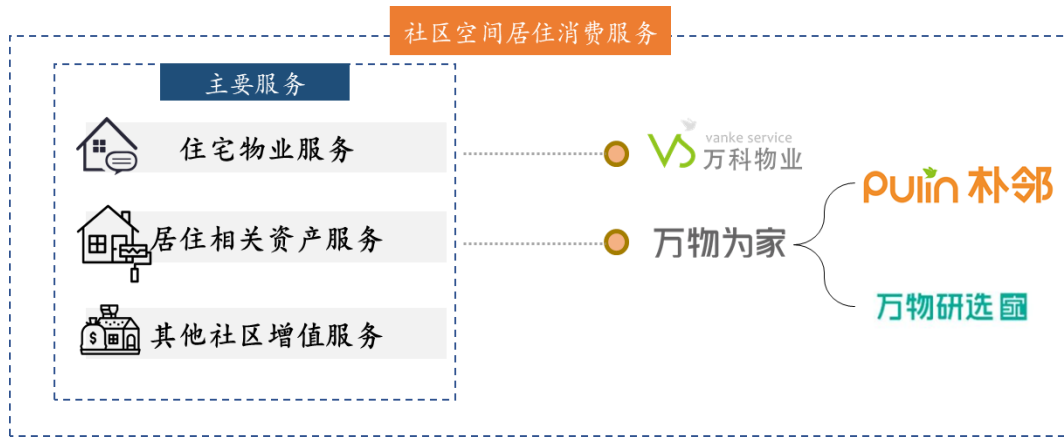 社区空间居住消费服务
主要服务
住宅物业服务
居住相关资产服务
$
其他社区增值服务
VS
vanke service
万科物业
万物为家
pulin 朴邻
万物研选 家